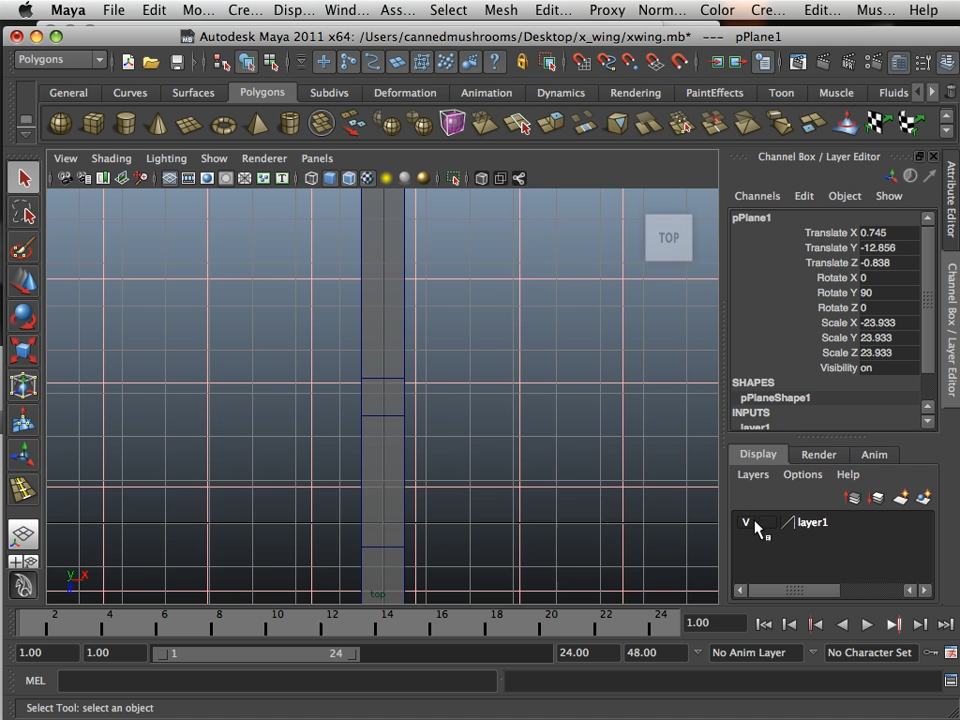 Maya File Edit Mo... Cre... Disp... Win... Ass... Select Mesh Edit... Proxy Norm... Color Cre... Edit... Mus... Help
Autodesk Maya 2011 x64: /Users/cannedmushrooms/Desktop/x_wing/xwing.mb* --- pPlane1
Polygons
General Curves Surfaces Polygons Subdivs Deformation Animation Dynamics Rendering PaintEffects Toon Muscle Fluids
View Shading Lighting Show Renderer Panels
TOP
y x
top
Channel Box / Layer Editor
Channels Edit Object Show
pPlane1
Translate X 0.745
Translate Y -12.856
Translate Z -0.838
Rotate X 0
Rotate Y 90
Rotate Z 0
Scale X -23.933
Scale Y 23.933
Scale Z 23.933
Visibility on
SHAPES
pPlaneShape1
INPUTS
layer1
Display Render Anim
Layers Options Help
V layer1
Attribute Editor
Channel Box / Layer Editor
2 4 6 8 10 12 14 16 18 20 22 24
1.00
1.00 1.00 1 24 24.00 48.00 No Anim Layer No Character Set
MEL
Select Tool: select an object